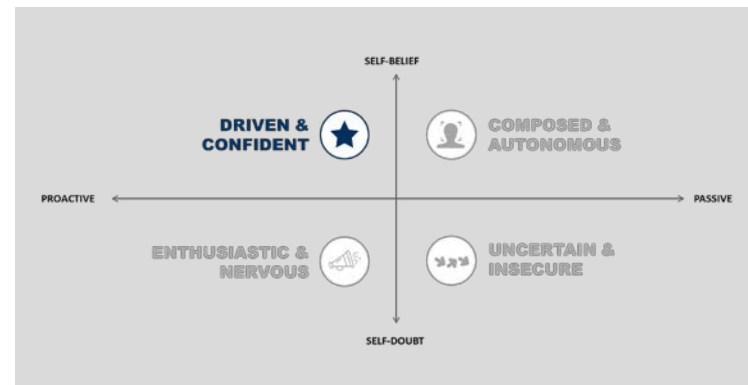 SELF-BELIEF
DRIVEN &
CONFIDENT
COMPOSED &
AUTONOMOUS
PROACTIVE
PASSIVE
ENTHUSIASTIC &
NERVOUS
UNCERTAIN &
INSECURE
SELF-DOUBT